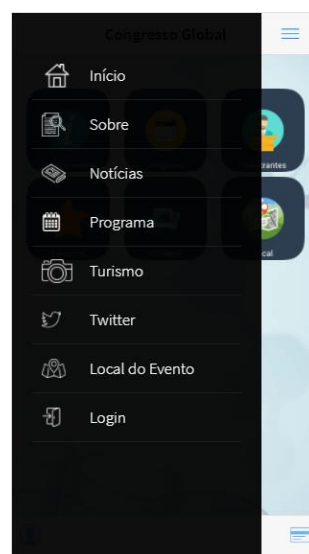 Congresso Global
Início
Sobre
Notícias
Programa
Turismo
Twitter
Local do Evento
Login